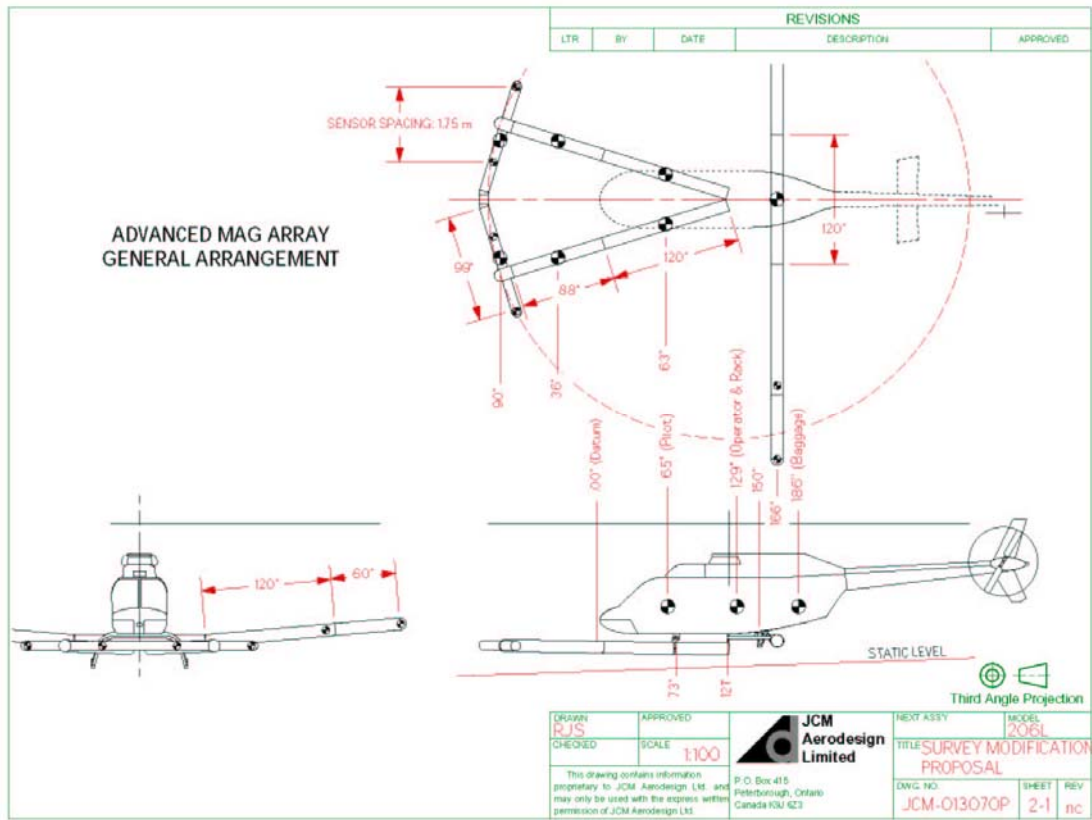 REVISIONS
LTR BY DATE DESCRIPTION APPROVED
SENSOR SPACING: 1.75 m
ADVANCED MAG ARRAY
GENERAL ARRANGEMENT
120"
99"
88"
120"
90"
36"
63"
.00" (Datum)
65" (Pilot)
129" (Operator & Rack)
150"
166"
186" (Baggage)
120"
60"
STATIC LEVEL
73"
127
Third Angle Projection
DRAWN
RJS
APPROVED
CHECKED
SCALE
1:100
This drawing contains information
proprietary to JCM Aerodesign Ltd. and
may only be used with the express written
permission of JCM Aerodesign Ltd.
JCM
Aerodesign
Limited
P.O. Box 415
Peterborough, Ontario
Canada
NEXT ASS'Y
MODEL
206L
TITLE SURVEY MODIFICATION
PROPOSAL
DWG. NO.
JCM-013070P
SHEET
2-1
REV
nc